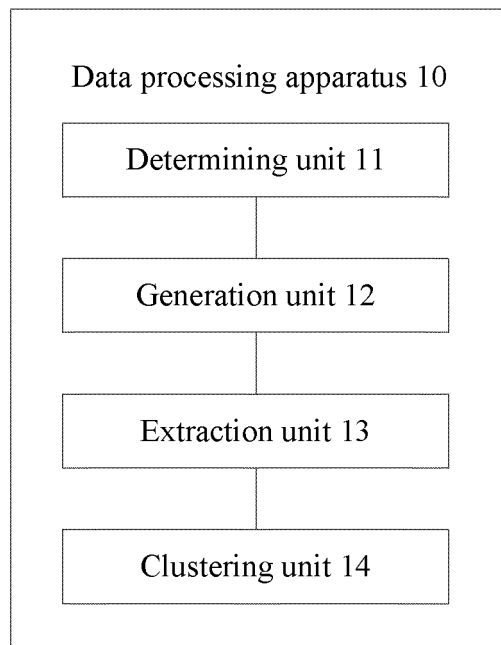 Data processing apparatus 10
Determining unit 11
Generation unit 12
Extraction unit 13
Clustering unit 14